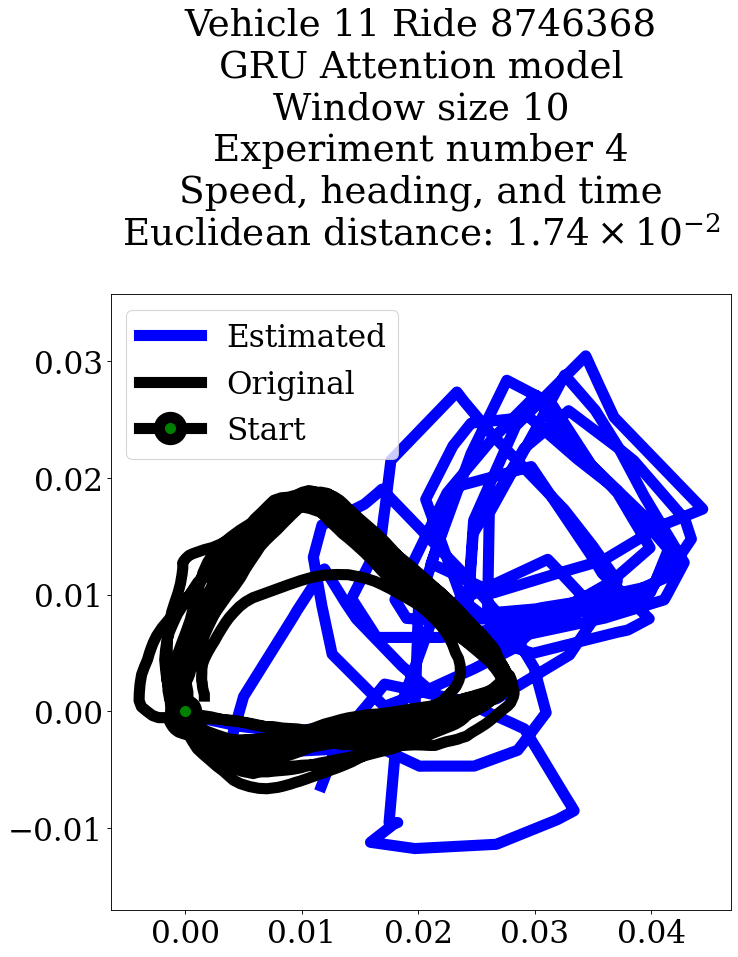 Vehicle 11 Ride 8746368
GRU Attention model
Window size 10
Experiment number 4
Speed, heading, and time
Euclidean distance: 1.74 × 10⁻²
Estimated
Original
Start
0.03
0.02
0.01
0.00
−0.01
0.00 0.01 0.02 0.03 0.04